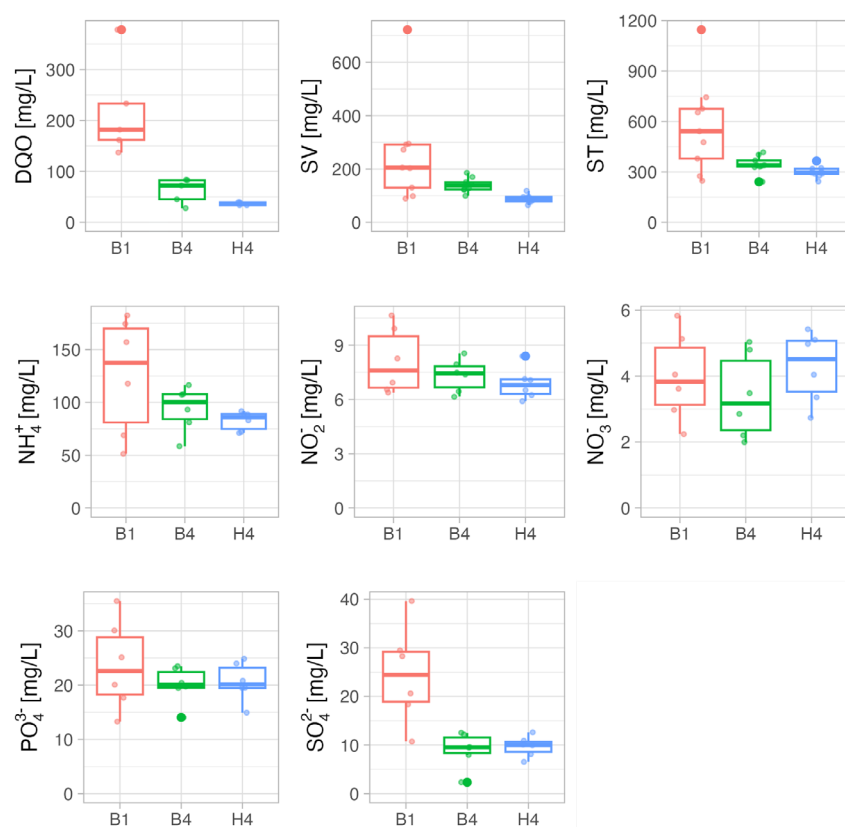 DQO [mg/L]
300
200
100
0
B1 B4 H4
SV [mg/L]
600
400
200
0
B1 B4 H4
ST [mg/L]
1200
900
600
300
0
B1 B4 H4
NH₄⁺ [mg/L]
150
100
50
0
B1 B4 H4
NO₂⁻ [mg/L]
9
6
3
0
B1 B4 H4
NO₃⁻ [mg/L]
6
4
2
0
B1 B4 H4
PO₄³⁻ [mg/L]
30
20
10
0
B1 B4 H4
SO₄²⁻ [mg/L]
40
30
20
10
0
B1 B4 H4